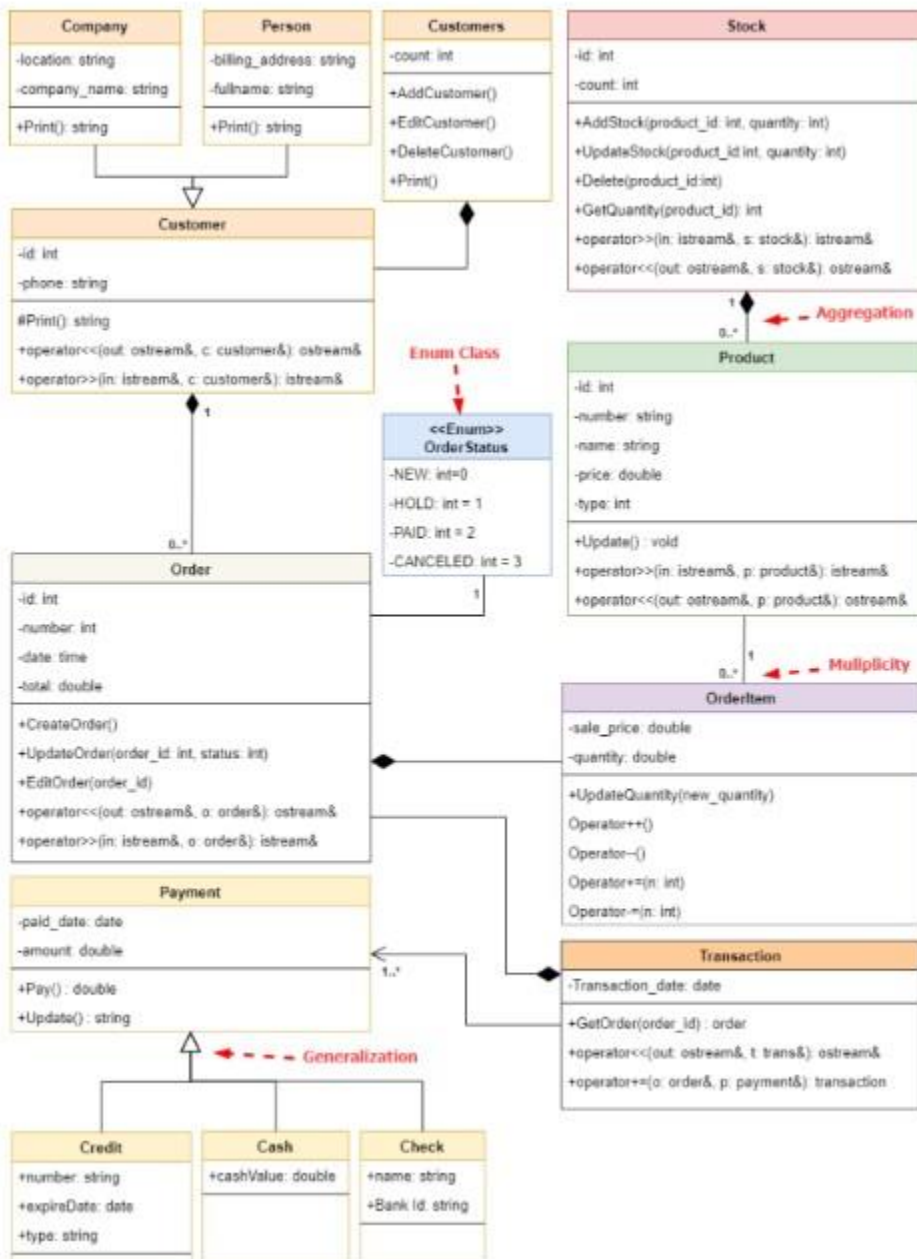 Company
-location: string
-company_name: string
+Print(): string
Person
-billing_address: string
-fullname: string
+Print(): string
Customers
-count: int
+AddCustomer()
+EditCustomer()
+DeleteCustomer()
+Print()
Stock
-id: int
-count: int
+AddStock(product_id: int, quantity: int)
+UpdateStock(product_id:int, quantity: int)
+Delete(product_id:int)
+GetQuantity(product_id): int
+operator>>(in: istream&, s: stock&): istream&
+operator<<(out: ostream&, s: stock&): ostream&
Customer
-id: int
-phone: string
#Print(): string
+operator<<(out: ostream&, c: customer&): ostream&
+operator>>(in: istream&, c: customer&): istream&
1
0..*
Aggregation
Enum Class
<<Enum>>
OrderStatus
-NEW: int=0
-HOLD: int = 1
-PAID: int = 2
-CANCELED: Int = 3
1
Product
-id: int
-number: string
-name: string
-price: double
-type: int
+Update() : void
+operator>>(in: istream&, p: product&): istream&
+operator<<(out: ostream&, p: product&): ostream&
1
0..*
1
0..*
Muliplicity
Order
-id: int
-number: int
-date: time
-total: double
+CreateOrder()
+UpdateOrder(order_id: int, status: int)
+EditOrder(order_id)
+operator<<(out: ostream&, o: order&): ostream&
+operator>>(in: istream&, o: order&): istream&
OrderItem
-sale_price: double
-quantity: double
+UpdateQuantity(new_quantity)
Operator++()
Operator--()
Operator+=(n: int)
Operator-=(n: int)
Payment
-paid_date: date
-amount: double
+Pay() : double
+Update() : string
1..*
Transaction
-Transaction_date: date
+GetOrder(order_id) : order
+operator<<(out: ostream&, t: trans&): ostream&
+operator+=(o: order&, p: payment&): transaction
Generalization
Credit
+number: string
+expireDate: date
+type: string
Cash
+cashValue: double
Check
+name: string
+Bank Id: string